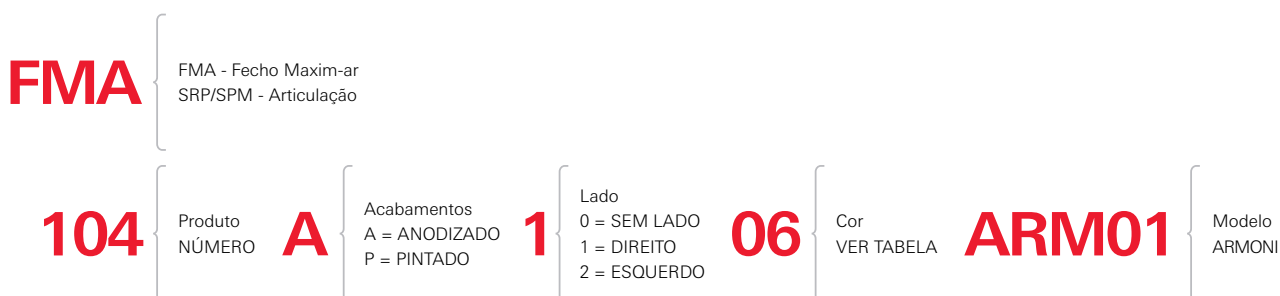 FMA
FMA - Fecho Maxim-ar
SRP/SPM - Articulação
104
Produto
NÚMERO
A
Acabamentos
A = ANODIZADO
P = PINTADO
1
Lado
0 = SEM LADO
1 = DIREITO
2 = ESQUERDO
06
Cor
VER TABELA
ARM01
Modelo
ARMONI